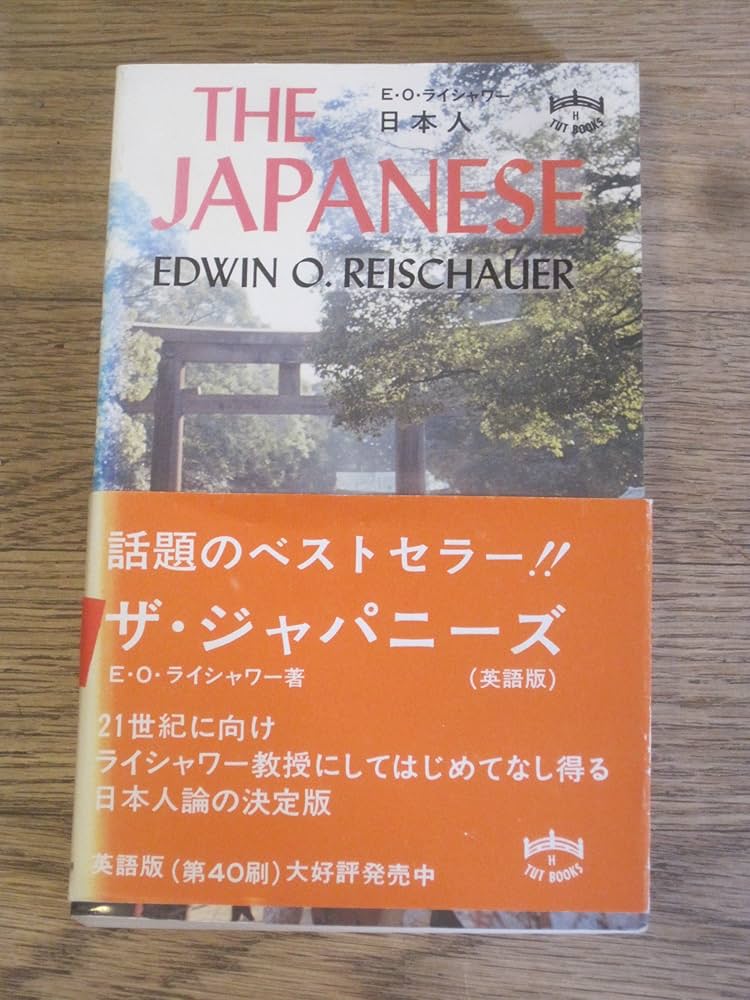 THE
JAPANESE
E・O・ライシャワー
日本人
H
TUT BOOKS
EDWIN O. REISCHAUER
話題のベストセラー!!
ザ・ジャパニーズ
E・O・ライシャワー著
(英語版)
21世紀に向け
ライシャワー教授にしてはじめてなし得る
日本人論の決定版
英語版(第40刷)大好評発売中
H
TUT BOOKS